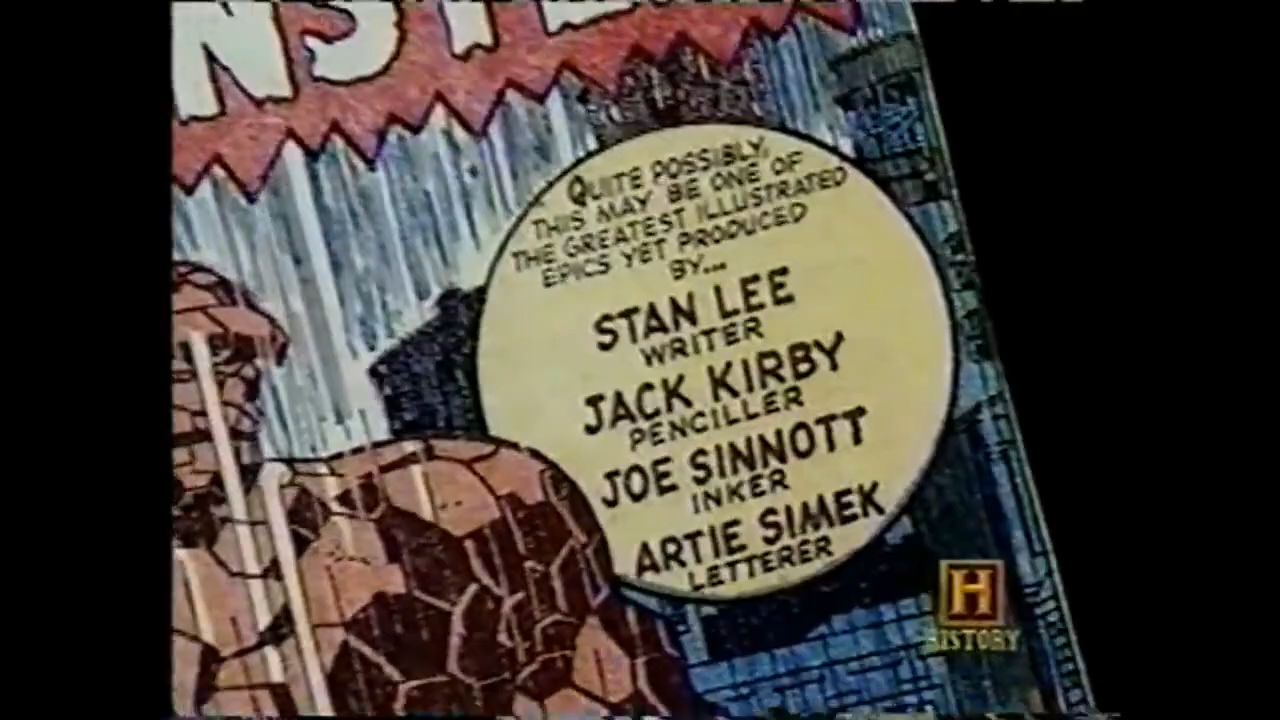 NSTE
QUITE POSSIBLY,
THIS MAY BE ONE OF
THE GREATEST ILLUSTRATED
EPICS YET PRODUCED
BY...
STAN LEE
WRITER
JACK KIRBY
PENCILLER
JOE SINNOTT
INKER
ARTIE SIMEK
LETTERER
H
HISTORY